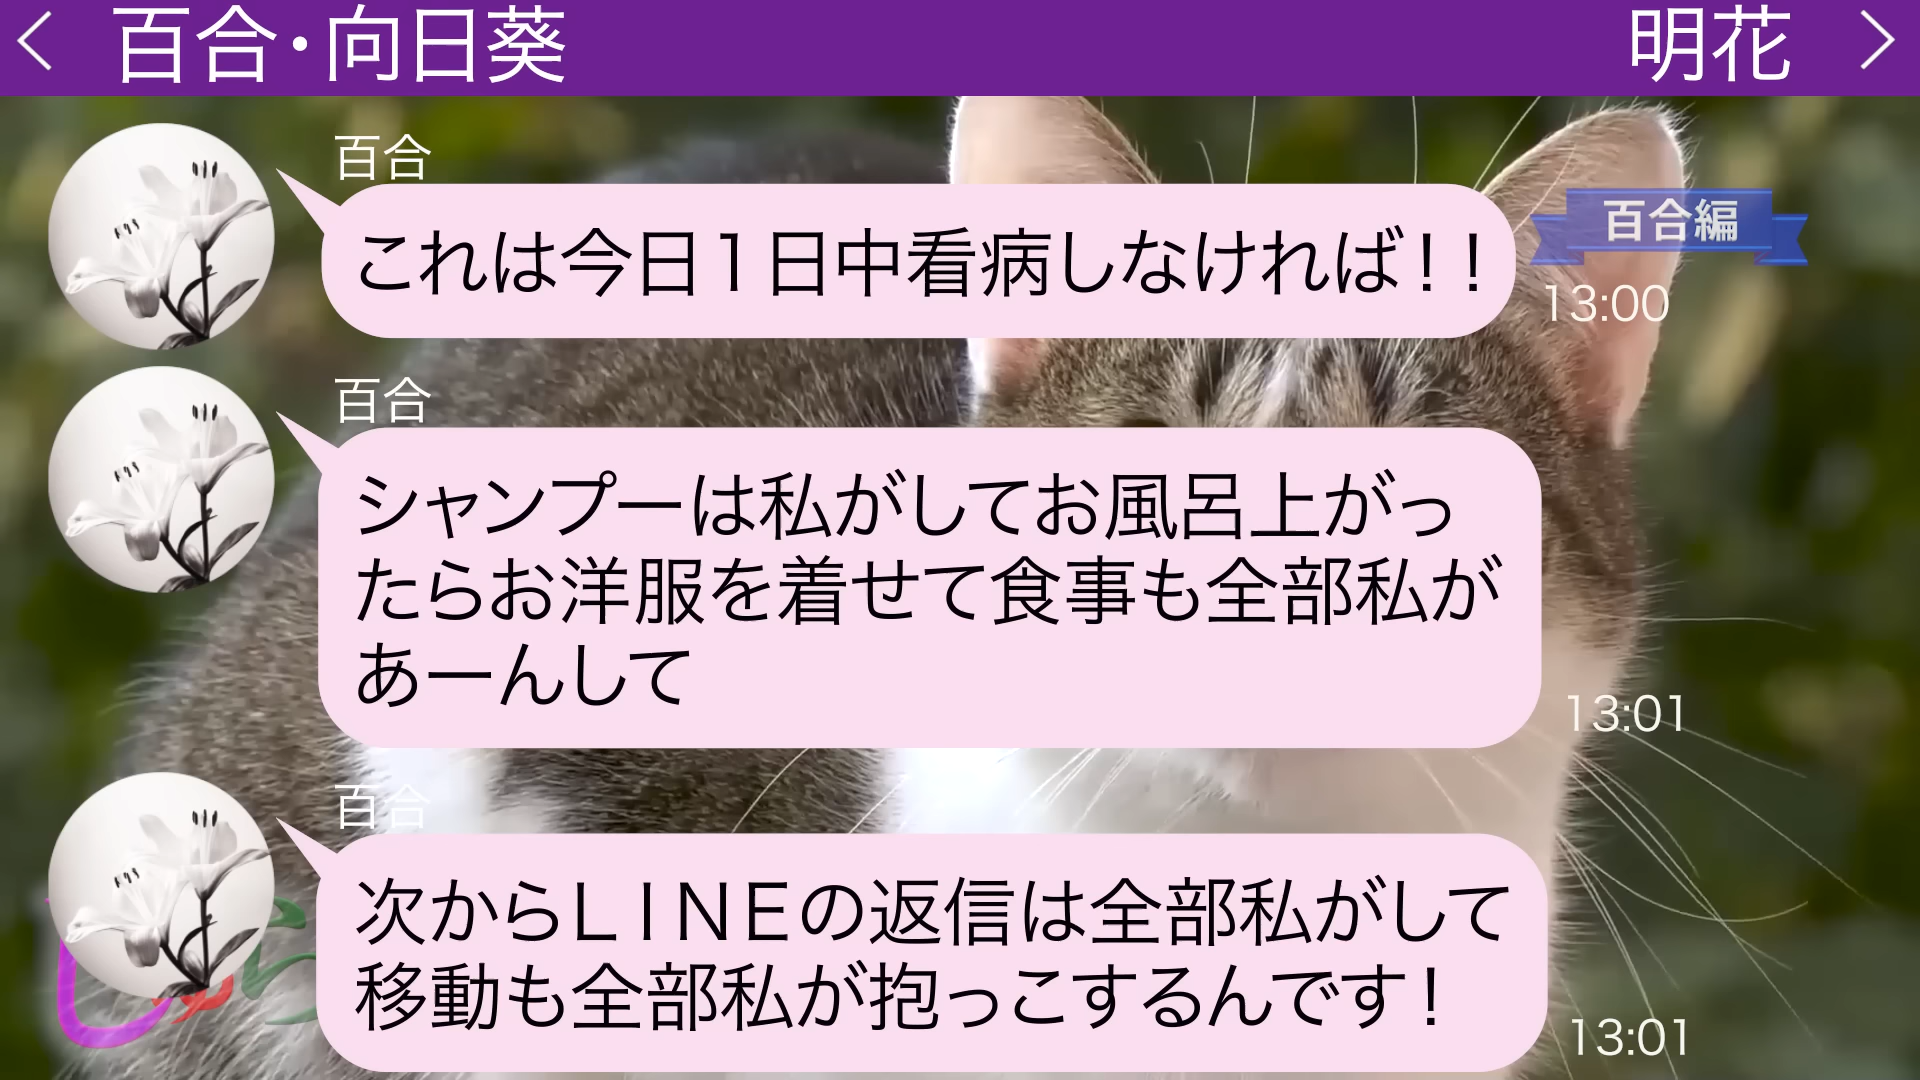 百合・向日葵
明花
百合
これは今日1日中看病しなければ！！
百合編
13:00
百合
シャンプーは私がしてお風呂上がっ
たらお洋服を着せて食事も全部私が
あーんして
13:01
百合
次からＬＩＮＥの返信は全部私がして
移動も全部私が抱っこするんです！
13:01